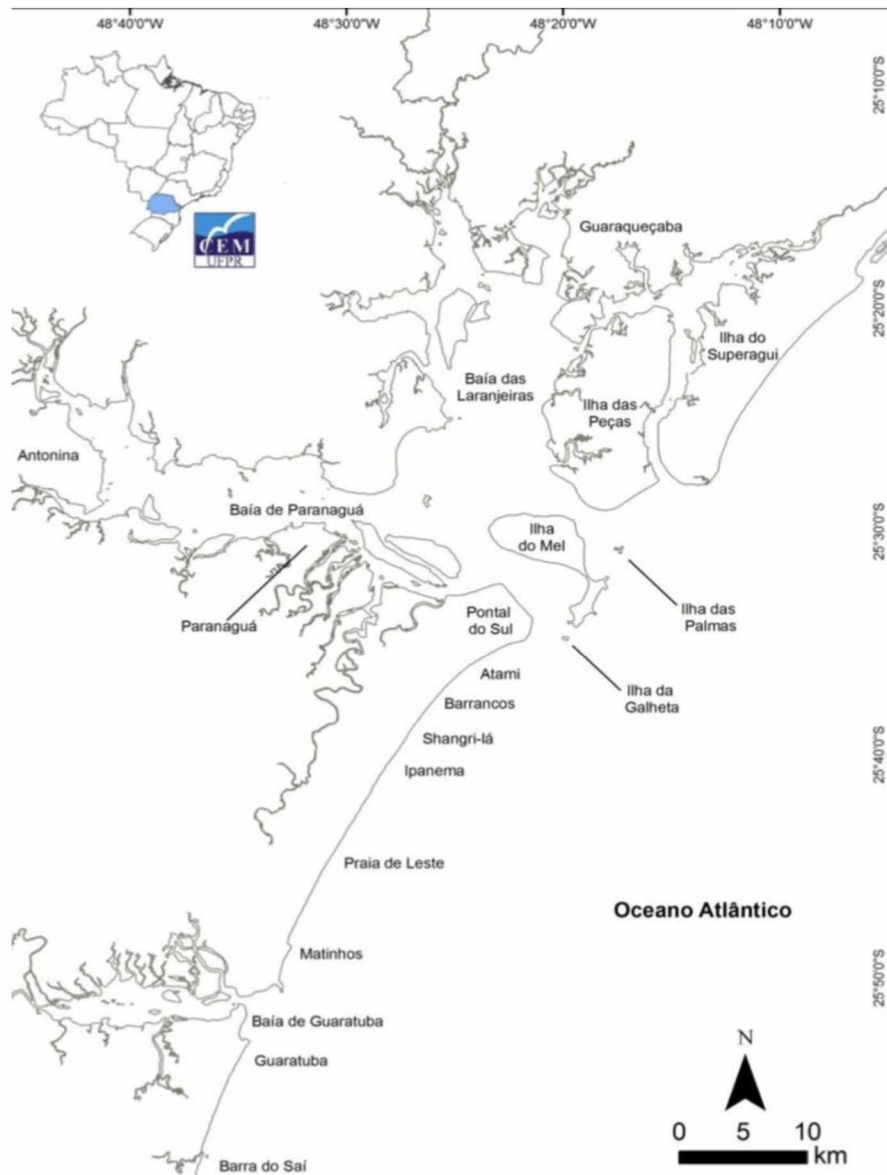 48°40'0"W
48°30'0"W
48°20'0"W
48°10'0"W
25°10'0"S
CEM
UFPR
Guaraqueçaba
25°20'0"S
Ilha do
Superagui
Baía das
Laranjeiras
Ilha das
Peças
Antonina
Baía de Paranaguá
Ilha
do Mel
25°30'0"S
Paranaguá
Pontal
do Sul
Ilha das
Palmas
Atami
Ilha da
Galheta
Barrancos
Shangri-lá
25°40'0"S
Ipanema
Praia de Leste
Oceano Atlântico
Matinhos
25°50'0"S
Baía de Guaratuba
Guaratuba
N
0 5 10
km
Barra do Saí